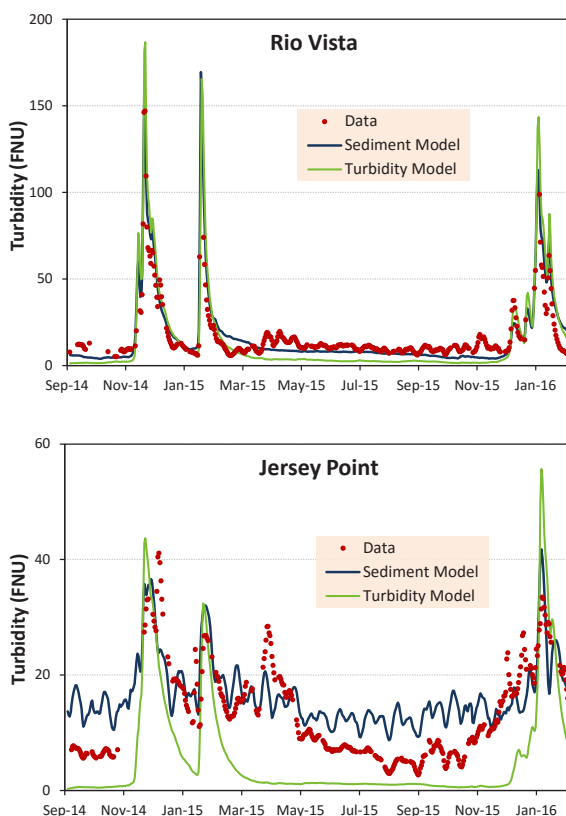 Rio Vista
Turbidity (FNU)
200
150
100
50
0
Data
Sediment Model
Turbidity Model
Sep-14 Nov-14 Jan-15 Mar-15 May-15 Jul-15 Sep-15 Nov-15 Jan-16
Jersey Point
Turbidity (FNU)
60
40
20
0
Data
Sediment Model
Turbidity Model
Sep-14 Nov-14 Jan-15 Mar-15 May-15 Jul-15 Sep-15 Nov-15 Jan-16